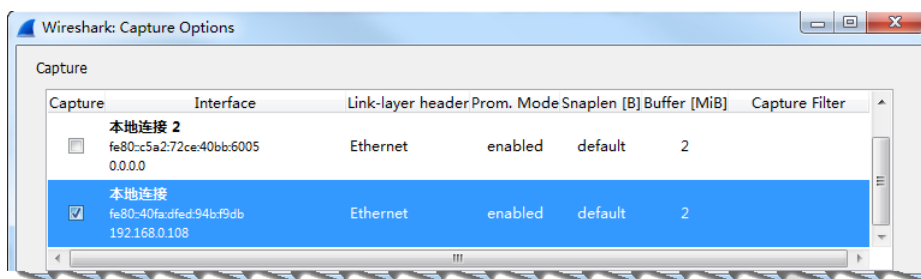 Wireshark: Capture Options
Capture
Capture Interface Link-layer header Prom. Mode Snaplen [B] Buffer [MiB] Capture Filter
本地连接 2
fe80::c5a2:72ce:40bb:6005 Ethernet enabled default 2
0.0.0.0
本地连接
fe80::40fa:dfed:94b:f9db Ethernet enabled default 2
192.168.0.108